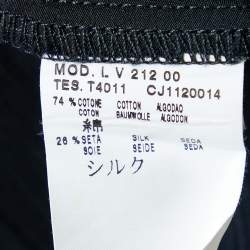 MOD. L V 212 00
TES. T4011 CJ1120014
74 % COTONE COTTON ALGODAO
COTON BAUMWOLLE ALGODON
綿
26 % SETA SILK SEDA
SOIE SEIDE SEDA
シルク